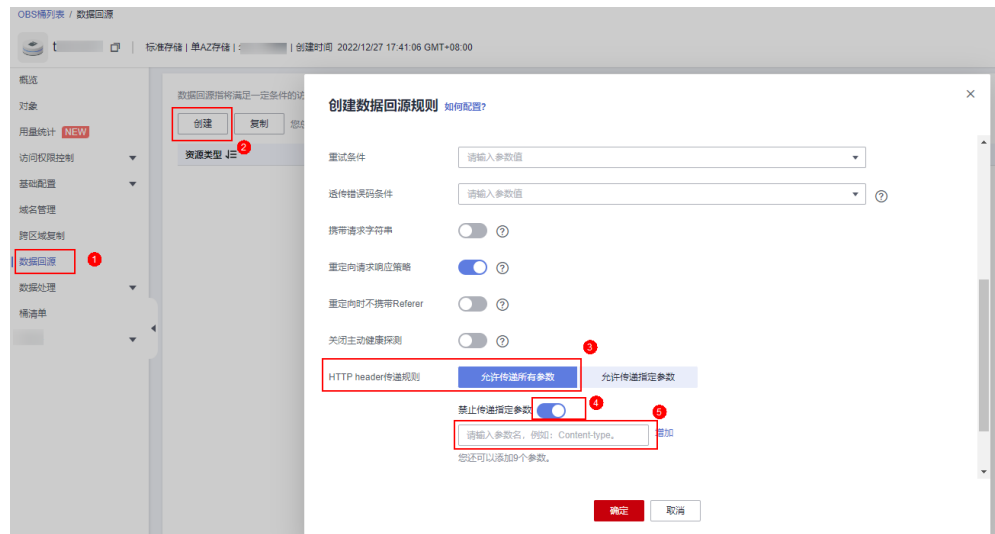 OBS桶列表 / 数据回源
t
标准存储 | 单AZ存储 |
| 创建时间 2022/12/27 17:41:06 GMT+08:00
概览
对象
用量统计 NEW
访问权限控制
基础配置
域名管理
跨区域复制
数据回源
1
数据处理
桶清单
数据回源指将满足一定条件的访
创建
复制
2
资源类型
创建数据回源规则 如何配置?
重试条件
请输入参数值
透传错误码条件
请输入参数值
携带请求字符串
重定向请求响应策略
重定向时不携带Referer
关闭主动健康探测
3
HTTP header传递规则
允许传递所有参数
允许传递指定参数
禁止传递指定参数
4
5
请输入参数名，例如：Content-type。
增加
您还可以添加9个参数。
确定
取消